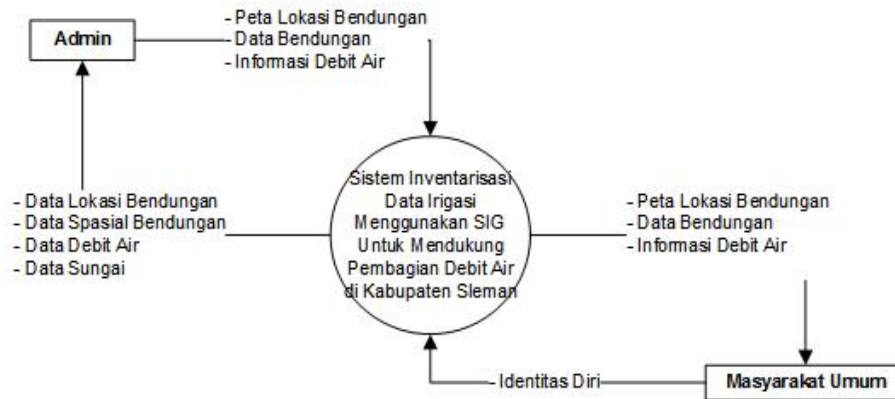 Admin
- Peta Lokasi Bendungan
- Data Bendungan
- Informasi Debit Air
- Data Lokasi Bendungan
- Data Spasial Bendungan
- Data Debit Air
- Data Sungai
Sistem Inventarisasi
Data Irigasi
Menggunakan SIG
Untuk Mendukung
Pembagian Debit Air
di Kabupaten Sleman
- Peta Lokasi Bendungan
- Data Bendungan
- Informasi Debit Air
- Identitas Diri
Masyarakat Umum